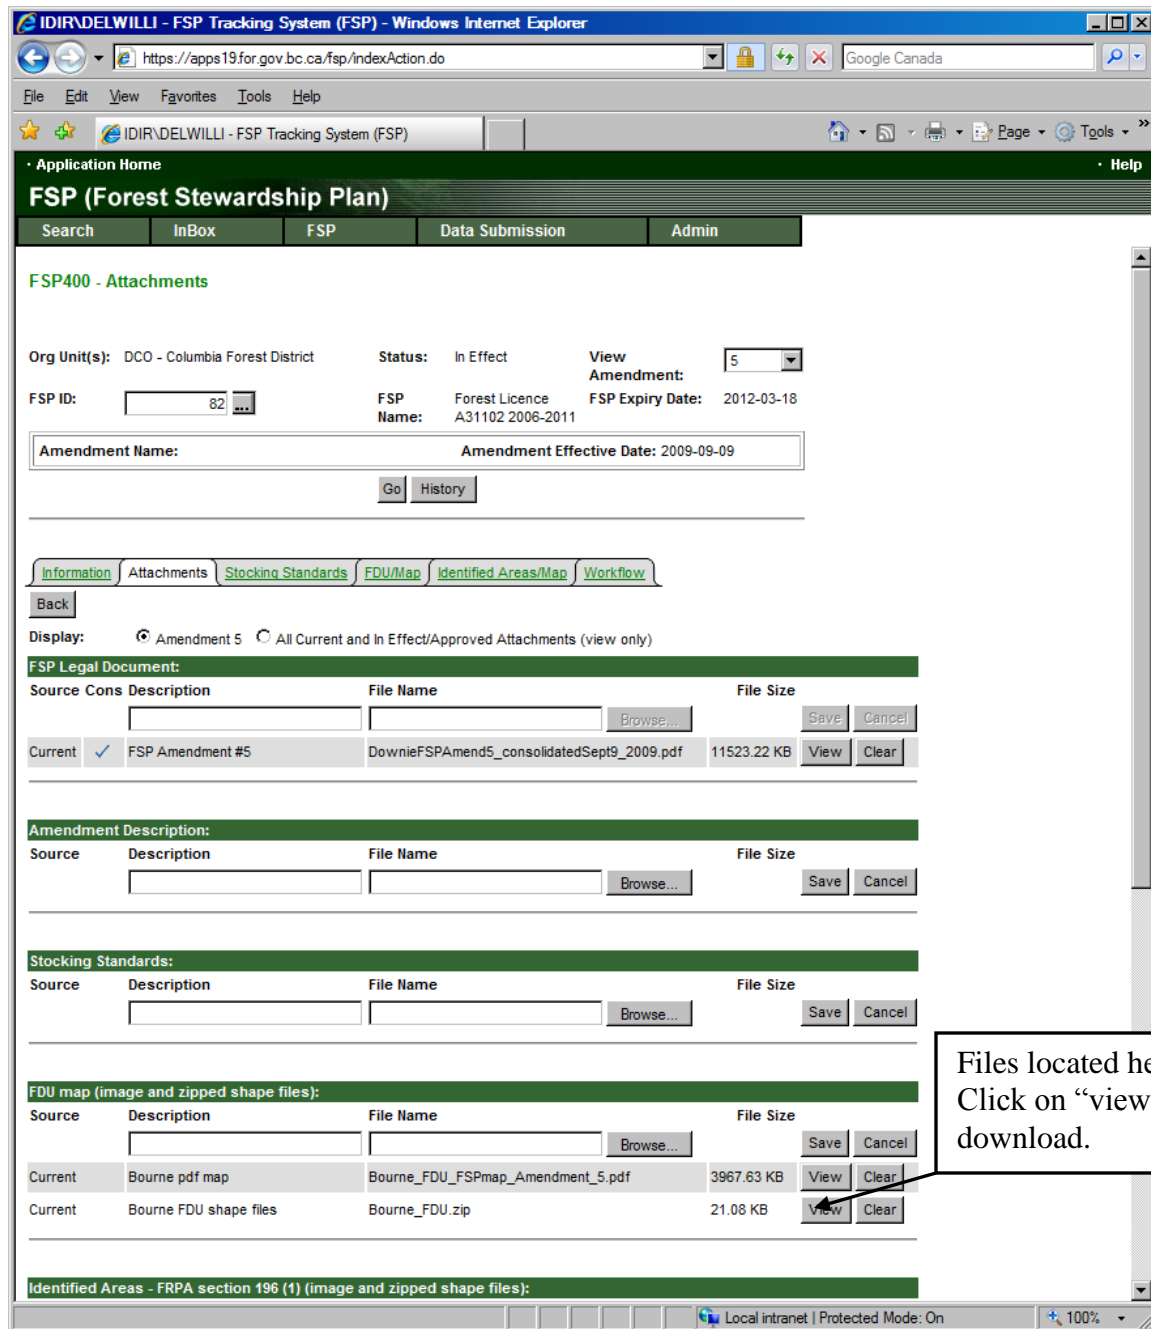 IDIR\DELWILLI - FSP Tracking System (FSP) - Windows Internet Explorer
https://apps19.for.gov.bc.ca/fsp/indexAction.do
Google Canada
File Edit View Favorites Tools Help
IDIR\DELWILLI - FSP Tracking System (FSP)
Page Tools »
· Application Home · Help
FSP (Forest Stewardship Plan)
Search InBox FSP Data Submission Admin
FSP400 - Attachments
Org Unit(s): DCO - Columbia Forest District Status: In Effect View Amendment: 5
FSP ID: 82 ... FSP Name: Forest Licence A31102 2006-2011 FSP Expiry Date: 2012-03-18
Amendment Name: Amendment Effective Date: 2009-09-09
Go History
Information Attachments Stocking Standards FDU/Map Identified Areas/Map Workflow
Back
Display: Amendment 5 All Current and In Effect/Approved Attachments (view only)
FSP Legal Document:
Source Cons Description File Name File Size
Browse... Save Cancel
Current FSP Amendment #5 DownieFSPAmend5_consolidatedSept9_2009.pdf 11523.22 KB View Clear
Amendment Description:
Source Description File Name File Size
Browse... Save Cancel
Stocking Standards:
Source Description File Name File Size
Browse... Save Cancel
Files located he
Click on “view
download.
FDU map (image and zipped shape files):
Source Description File Name File Size
Browse... Save Cancel
Current Bourne pdf map Bourne_FDU_FSPmap_Amendment_5.pdf 3967.63 KB View Clear
Current Bourne FDU shape files Bourne_FDU.zip 21.08 KB View Clear
Identified Areas - FRPA section 196 (1) (image and zipped shape files):
Local intranet | Protected Mode: On 100%